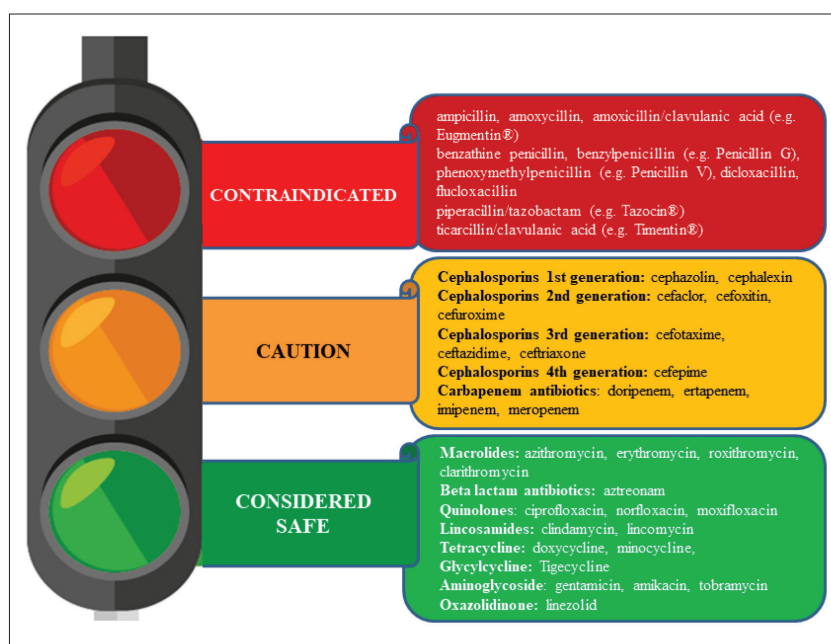 CONTRAINDICATED
ampicillin, amoxycillin, amoxicillin/clavulanic acid (e.g.
Eugmentin®)
benzathine penicillin, benzylpenicillin (e.g. Penicillin G),
phenoxymethylpenicillin (e.g. Penicillin V), dicloxacillin,
flucloxacillin
piperacillin/tazobactam (e.g. Tazocin®)
ticarcillin/clavulanic acid (e.g. Timentin®)
CAUTION
Cephalosporins 1st generation: cephazolin, cephalexin
Cephalosporins 2nd generation: cefaclor, cefoxitin,
cefuroxime
Cephalosporins 3rd generation: cefotaxime,
ceftazidime, ceftriaxone
Cephalosporins 4th generation: cefepime
Carbapenem antibiotics: doripenem, ertapenem,
imipenem, meropenem
CONSIDERED
SAFE
Macrolides: azithromycin, erythromycin, roxithromycin,
clarithromycin
Beta lactam antibiotics: aztreonam
Quinolones: ciprofloxacin, norfloxacin, moxifloxacin
Lincosamides: clindamycin, lincomycin
Tetracycline: doxycycline, minocycline,
Glycylcycline: Tigecycline
Aminoglycoside: gentamicin, amikacin, tobramycin
Oxazolidinone: linezolid